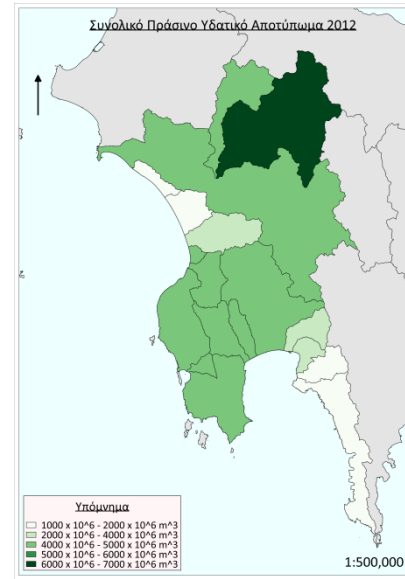 Συνολικό Πράσινο Υδατικό Αποτύπωμα 2012
Υπόμνημα
1000 x 10^6 - 2000 x 10^6 m^3
2000 x 10^6 - 4000 x 10^6 m^3
4000 x 10^6 - 5000 x 10^6 m^3
5000 x 10^6 - 6000 x 10^6 m^3
6000 x 10^6 - 7000 x 10^6 m^3
1:500,000